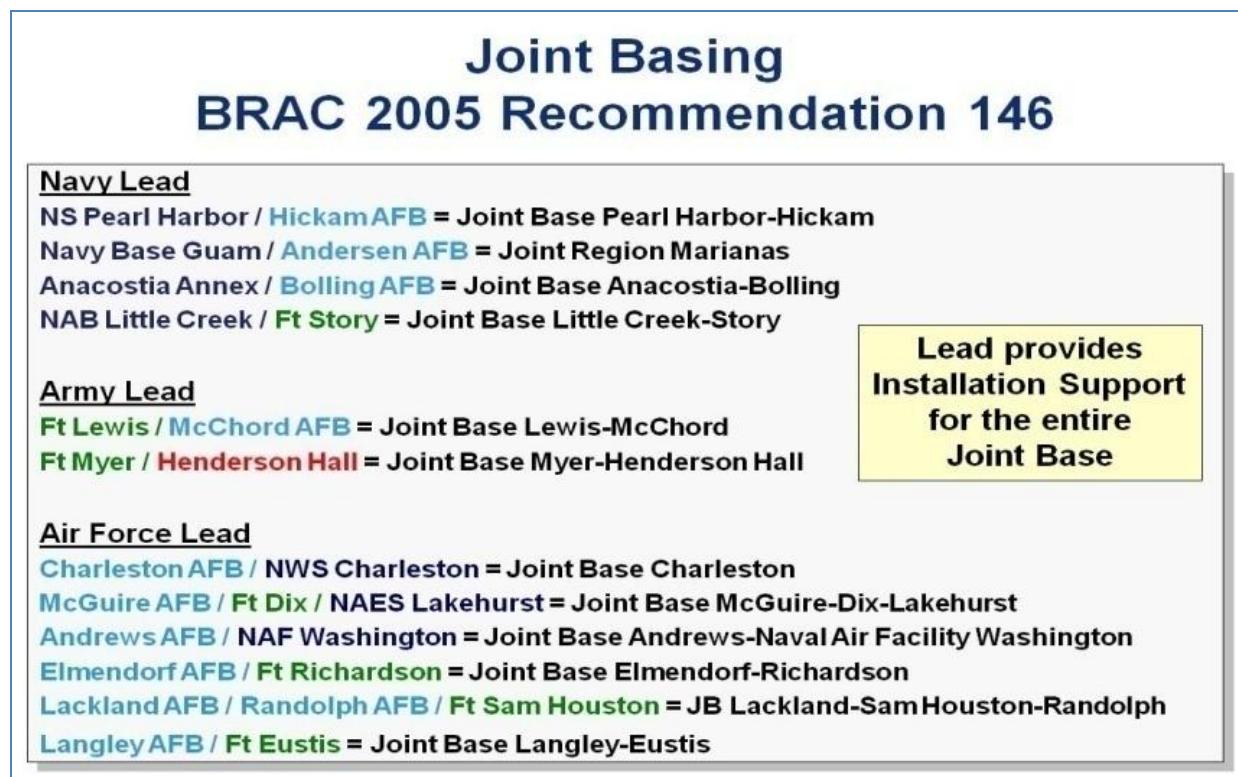 Joint Basing
BRAC 2005 Recommendation 146
Navy Lead
NS Pearl Harbor / Hickam AFB = Joint Base Pearl Harbor-Hickam
Navy Base Guam / Andersen AFB = Joint Region Marianas
Anacostia Annex / Bolling AFB = Joint Base Anacostia-Bolling
NAB Little Creek / Ft Story = Joint Base Little Creek-Story
Lead provides
Installation Support
for the entire
Joint Base
Army Lead
Ft Lewis / McChord AFB = Joint Base Lewis-McChord
Ft Myer / Henderson Hall = Joint Base Myer-Henderson Hall
Air Force Lead
Charleston AFB / NWS Charleston = Joint Base Charleston
McGuire AFB / Ft Dix / NAES Lakehurst = Joint Base McGuire-Dix-Lakehurst
Andrews AFB / NAF Washington = Joint Base Andrews-Naval Air Facility Washington
Elmendorf AFB / Ft Richardson = Joint Base Elmendorf-Richardson
Lackland AFB / Randolph AFB / Ft Sam Houston = JB Lackland-Sam Houston-Randolph
Langley AFB / Ft Eustis = Joint Base Langley-Eustis